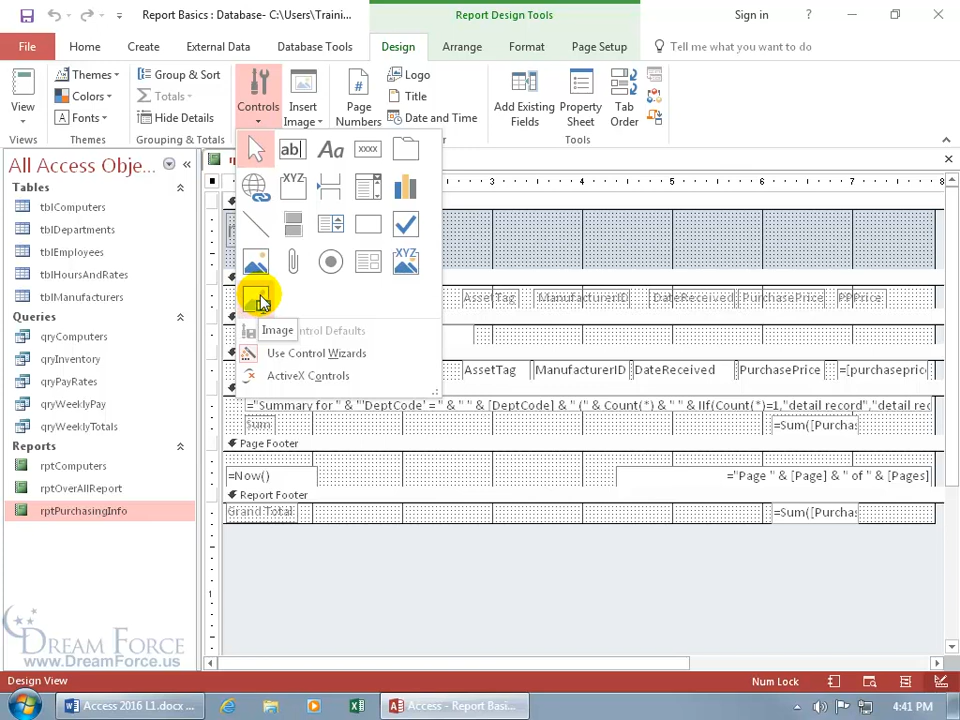 Report Basics : Database- C:\Users\Traini...
Report Design Tools
Sign in
?
File
Home
Create
External Data
Database Tools
Design
Arrange
Format
Page Setup
Tell me what you want to do
View
Views
Themes
Colors
Fonts
Themes
Group & Sort
Totals
Hide Details
Grouping & Totals
Controls
Insert
Image
Page
Numbers
Logo
Title
Date and Time
Add Existing
Fields
Property
Sheet
Tab
Order
Tools
All Access Obje...
Tables
tblComputers
tblDepartments
tblEmployees
tblHoursAndRates
tblManufacturers
Queries
qryComputers
qryInventory
qryPayRates
qryWeeklyPay
qryWeeklyTotals
Reports
rptComputers
rptOverAllReport
rptPurchasingInfo
ab
Aa
XXXX
XYZ
XYZ
Image
ntrol Defaults
Use Control Wizards
ActiveX Controls
3 4 5 6 7 8
AssetTag ManufacturerID DateReceived PurchasePrice PPPrice
AssetTag ManufacturerID DateReceived PurchasePrice =[purchasepric
="Summary for " & "'DeptCode' = " & " " & [DeptCode] & " (" & Count(*) & " " & IIf(Count(*)=1,"detail record","detail rec
Sum =Sum([Purcha
Page Footer
=Now() ="Page " & [Page] & " of " & [Pages]
Report Footer
Grand Total =Sum([Purcha
1
DREAM FORCE
www.DreamForce.us
Design View
Num Lock
Access 2016 L1.docx ...
Access - Report Basi...
4:41 PM